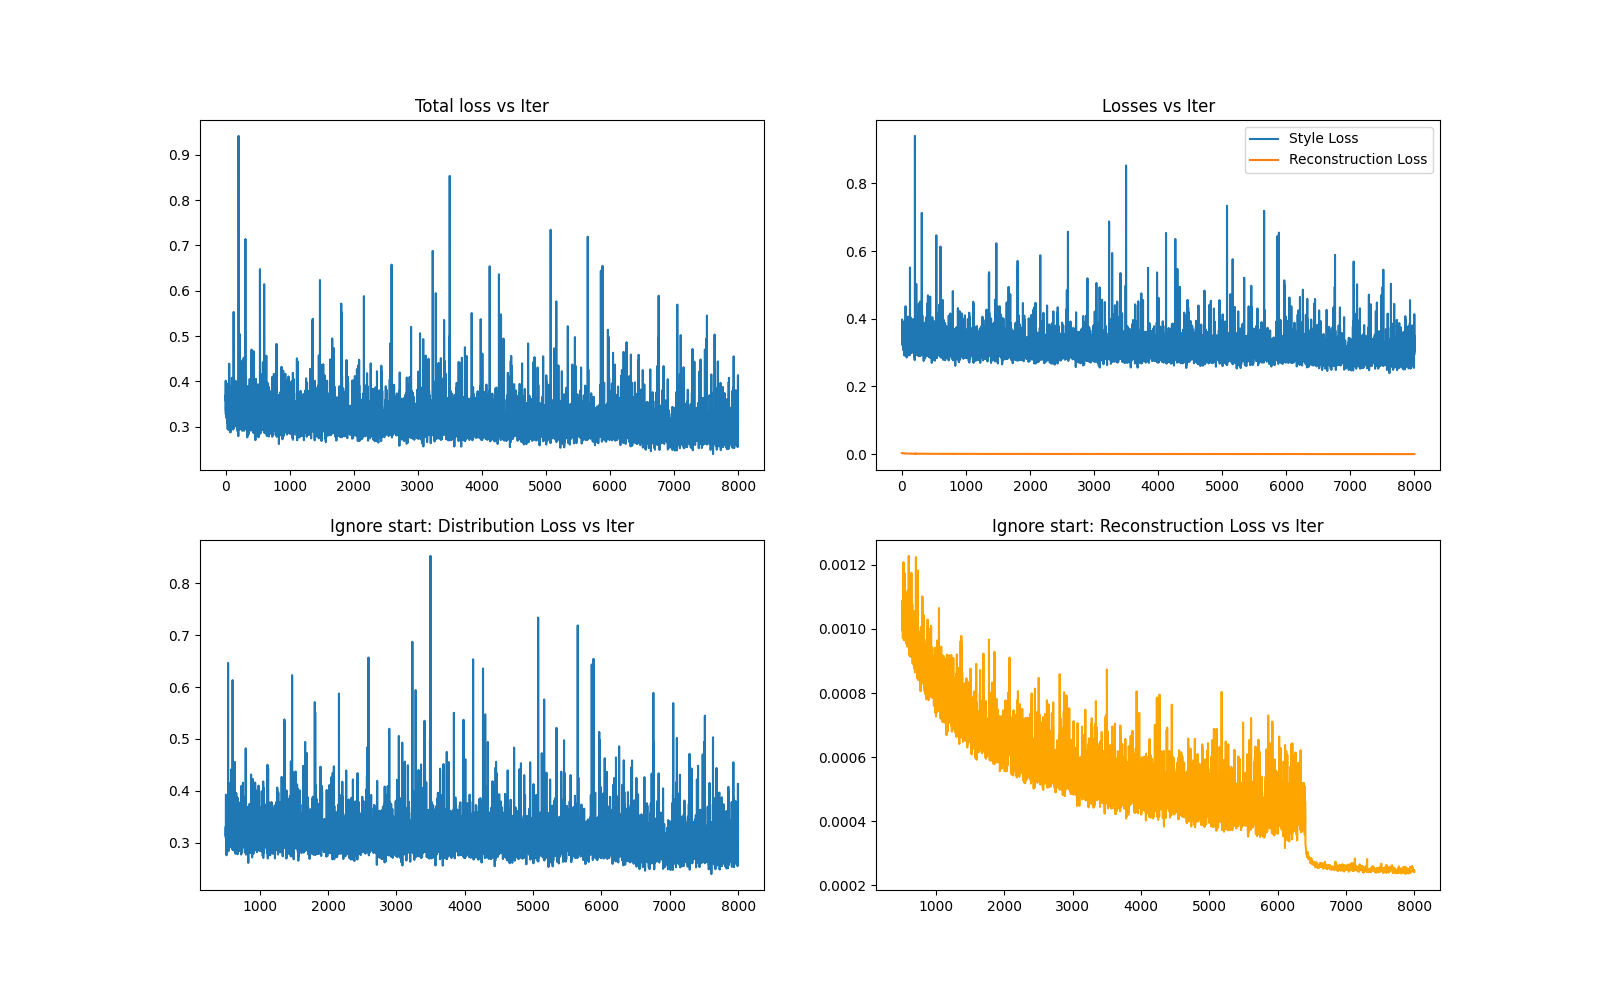 Total loss vs Iter
0.9
0.8
0.7
0.6
0.5
0.4
0.3
0 1000 2000 3000 4000 5000 6000 7000 8000
Losses vs Iter
Style Loss
Reconstruction Loss
0.8
0.6
0.4
0.2
0.0
0 1000 2000 3000 4000 5000 6000 7000 8000
Ignore start: Distribution Loss vs Iter
0.8
0.7
0.6
0.5
0.4
0.3
1000 2000 3000 4000 5000 6000 7000 8000
Ignore start: Reconstruction Loss vs Iter
0.0012
0.0010
0.0008
0.0006
0.0004
0.0002
1000 2000 3000 4000 5000 6000 7000 8000